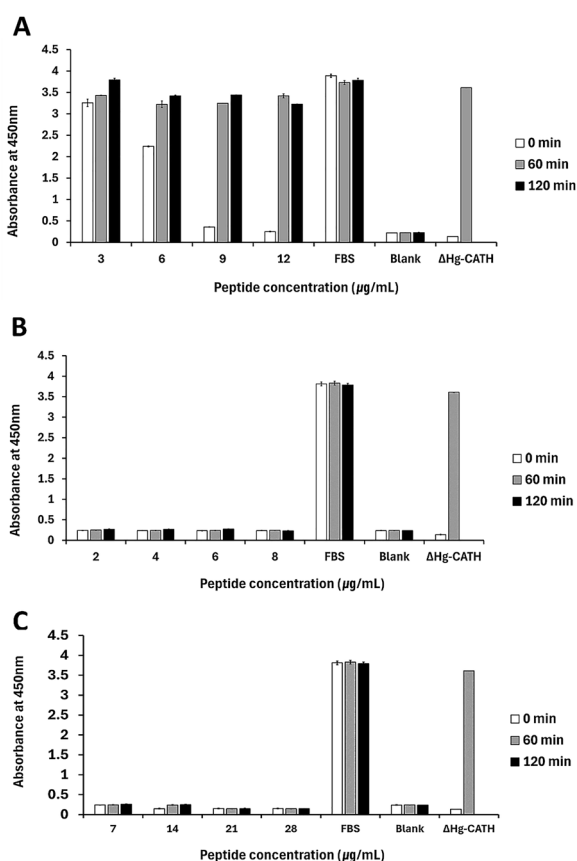 A
Absorbance at 450nm
4.5
4
3.5
3
2.5
2
1.5
1
0.5
0
3 6 9 12 FBS Blank ΔHg-CATH
Peptide concentration (µg/mL)
0 min
60 min
120 min
B
Absorbance at 450nm
4.5
4
3.5
3
2.5
2
1.5
1
0.5
0
2 4 6 8 FBS Blank ΔHg-CATH
Peptide concentration (µg/mL)
0 min
60 min
120 min
C
Absorbance at 450nm
4.5
4
3.5
3
2.5
2
1.5
1
0.5
0
7 14 21 28 FBS Blank ΔHg-CATH
Peptide concentration (µg/mL)
0 min
60 min
120 min